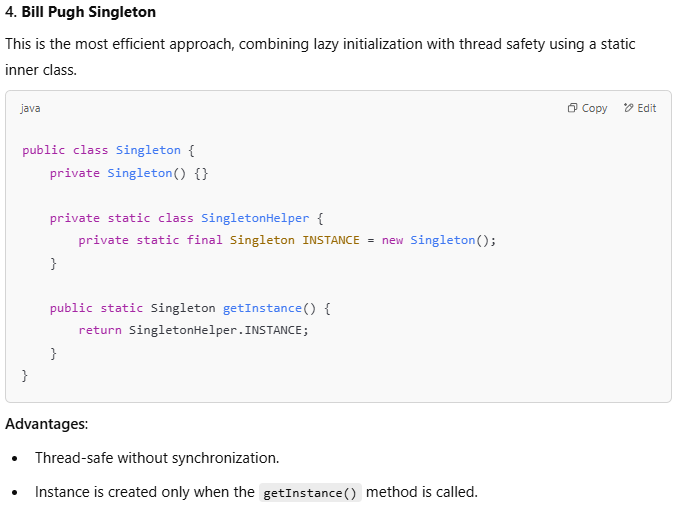 4. Bill Pugh Singleton
This is the most efficient approach, combining lazy initialization with thread safety using a static
inner class.
java
Copy
Edit
public class Singleton {
    private Singleton() {}
    private static class SingletonHelper {
        private static final Singleton INSTANCE = new Singleton();
    }
    public static Singleton getInstance() {
        return SingletonHelper.INSTANCE;
    }
}
Advantages:
• Thread-safe without synchronization.
• Instance is created only when the getInstance() method is called.